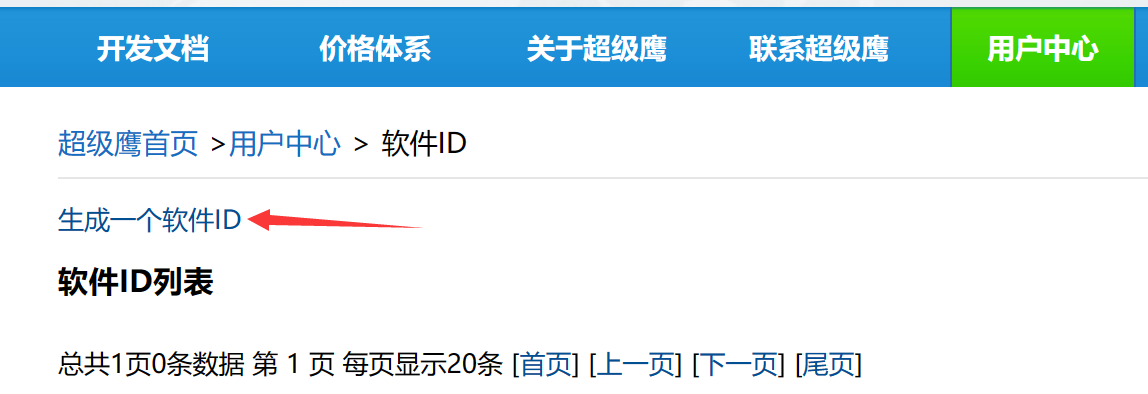 开发文档 价格体系 关于超级鹰 联系超级鹰 用户中心
超级鹰首页 >用户中心 > 软件ID
生成一个软件ID
软件ID列表
总共1页0条数据 第 1 页 每页显示20条 [首页] [上一页] [下一页] [尾页]